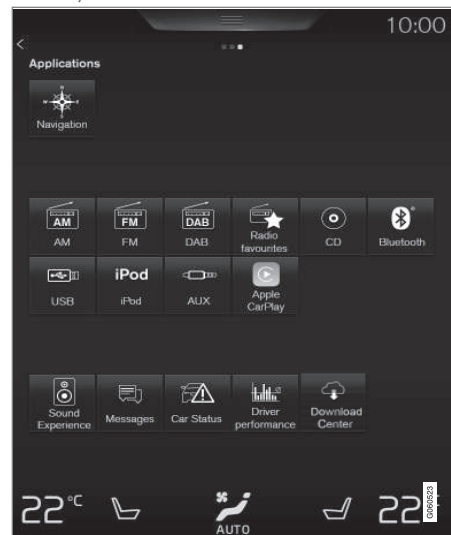 10:00
Applications
Navigation
AM
FM
DAB
AM
FM
DAB
Radio
favourites
CD
Bluetooth
iPod
USB
iPod
AUX
Apple
CarPlay
Sound
Experience
Messages
Car Status
Driver
performance
Download
Center
22°C
AUTO
22
G060523